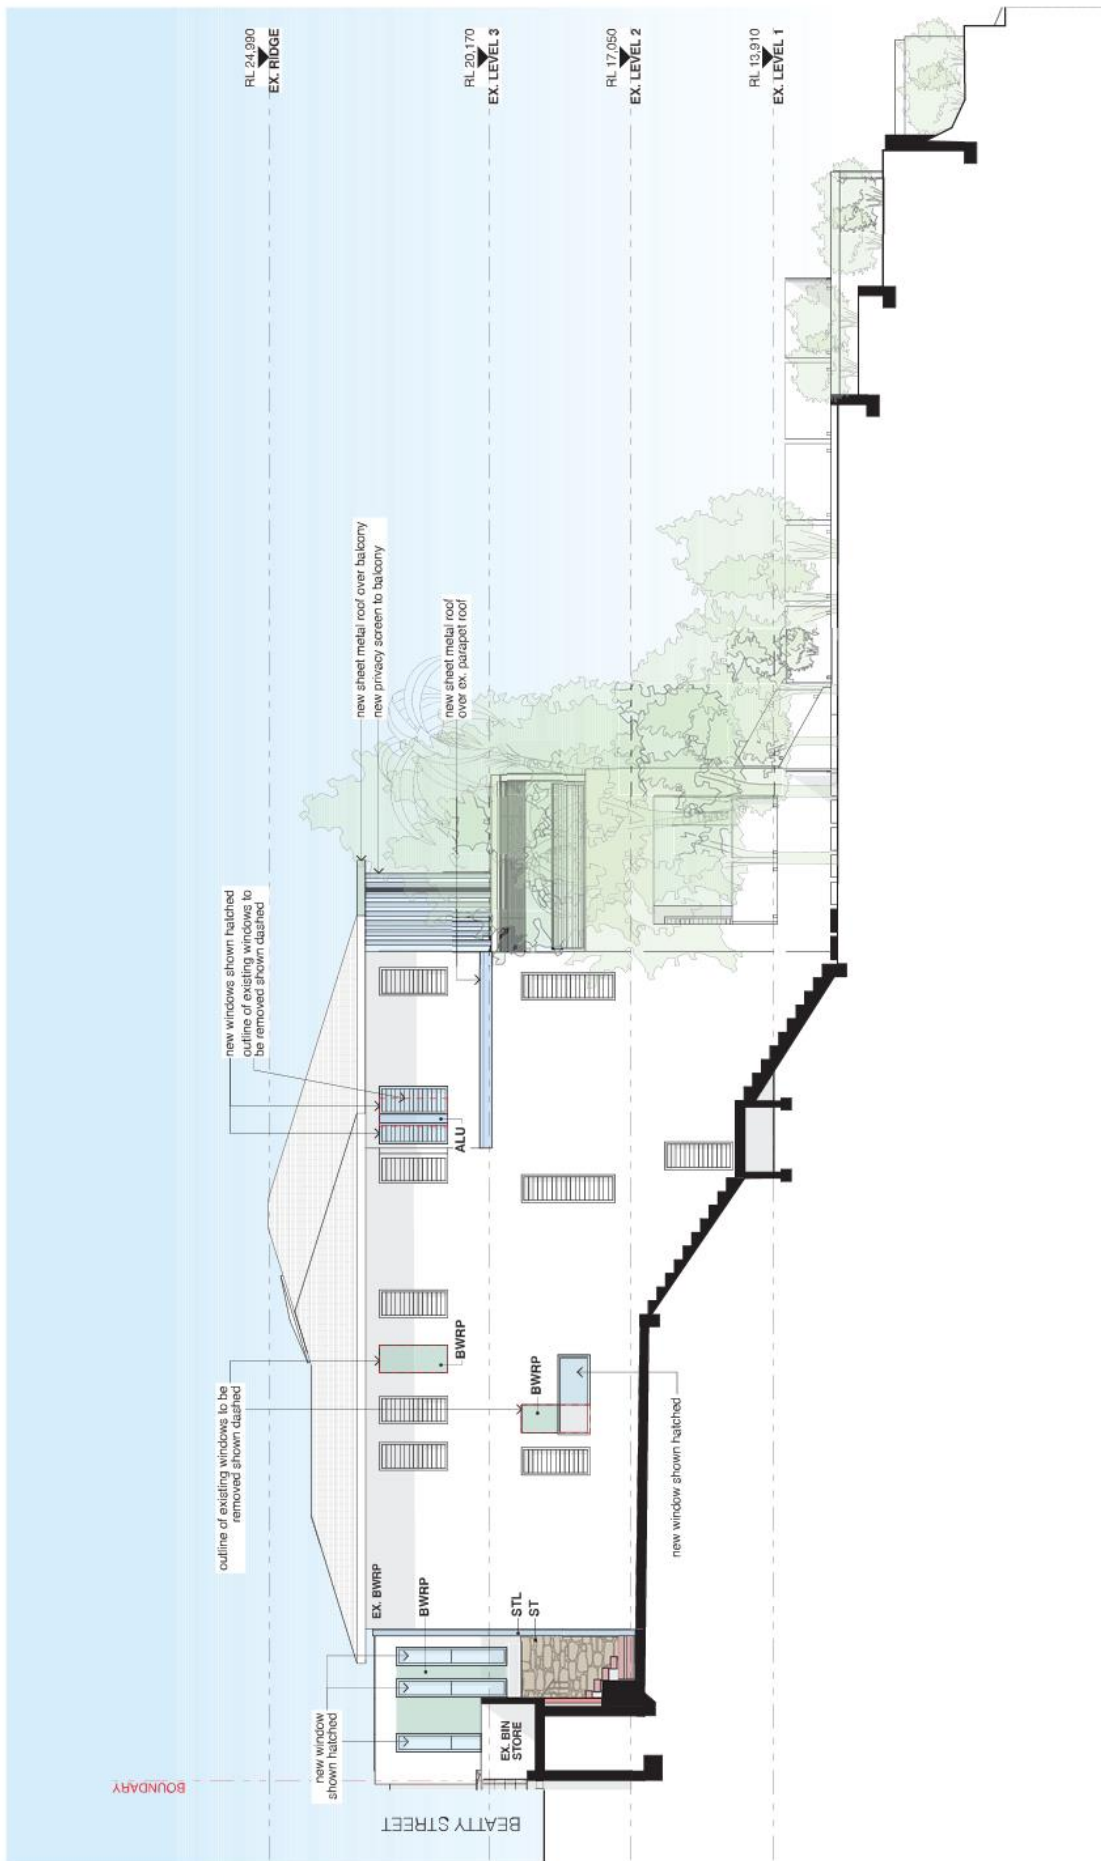 RL 24,990
EX. RIDGE
RL 20,170
EX. LEVEL 3
RL 17,050
EX. LEVEL 2
RL 13,910
EX. LEVEL 1
new sheet metal roof over balcony
new privacy screen to balcony
new sheet metal roof
over ex. parapet roof
new windows shown hatched
outline of existing windows to
be removed shown dashed
ALU
outline of existing windows to be
removed shown dashed
BWRP
BWRP
new window shown hatched
EX. BWRP
BWRP
STL
ST
new window
shown hatched
EX. BIN
STORE
BOUNDARY
BEATTY STREET